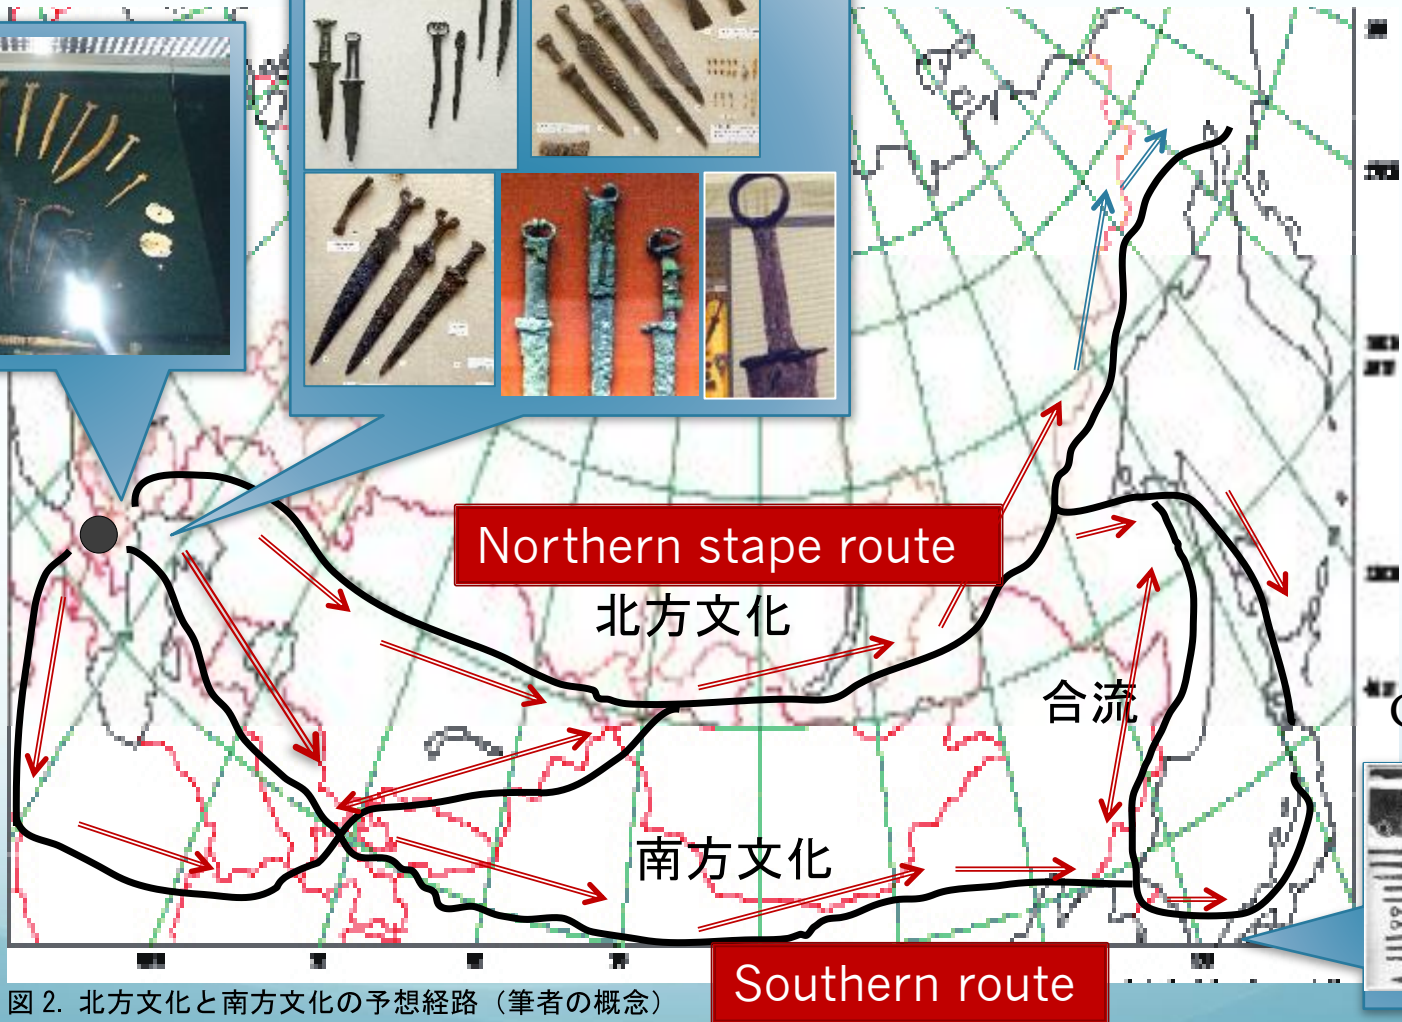 Northern stape route
北方文化
合流
南方文化
Southern route
図 2. 北方文化と南方文化の予想経路（筆者の概念）